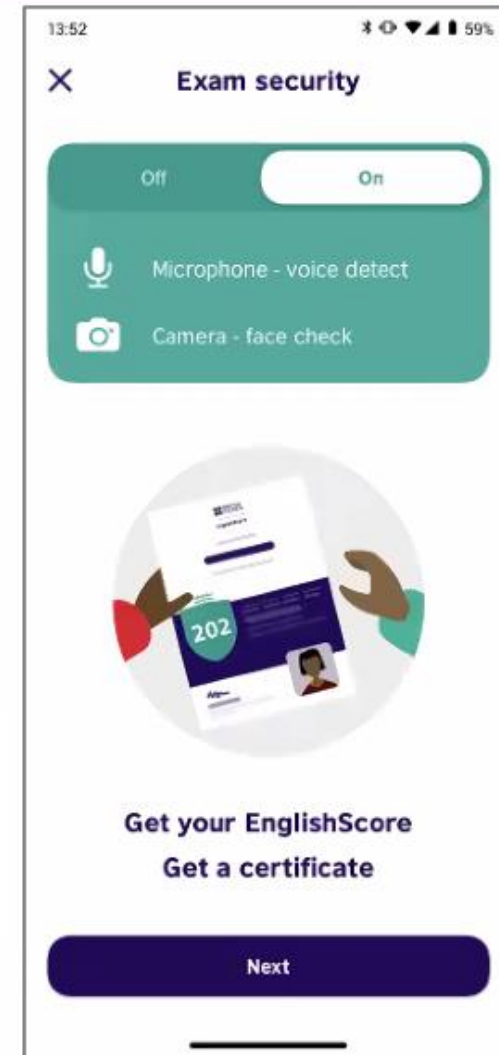 13:52 59%
Exam security
Off On
Microphone - voice detect
Camera - face check
202
Get your EnglishScore
Get a certificate
Next